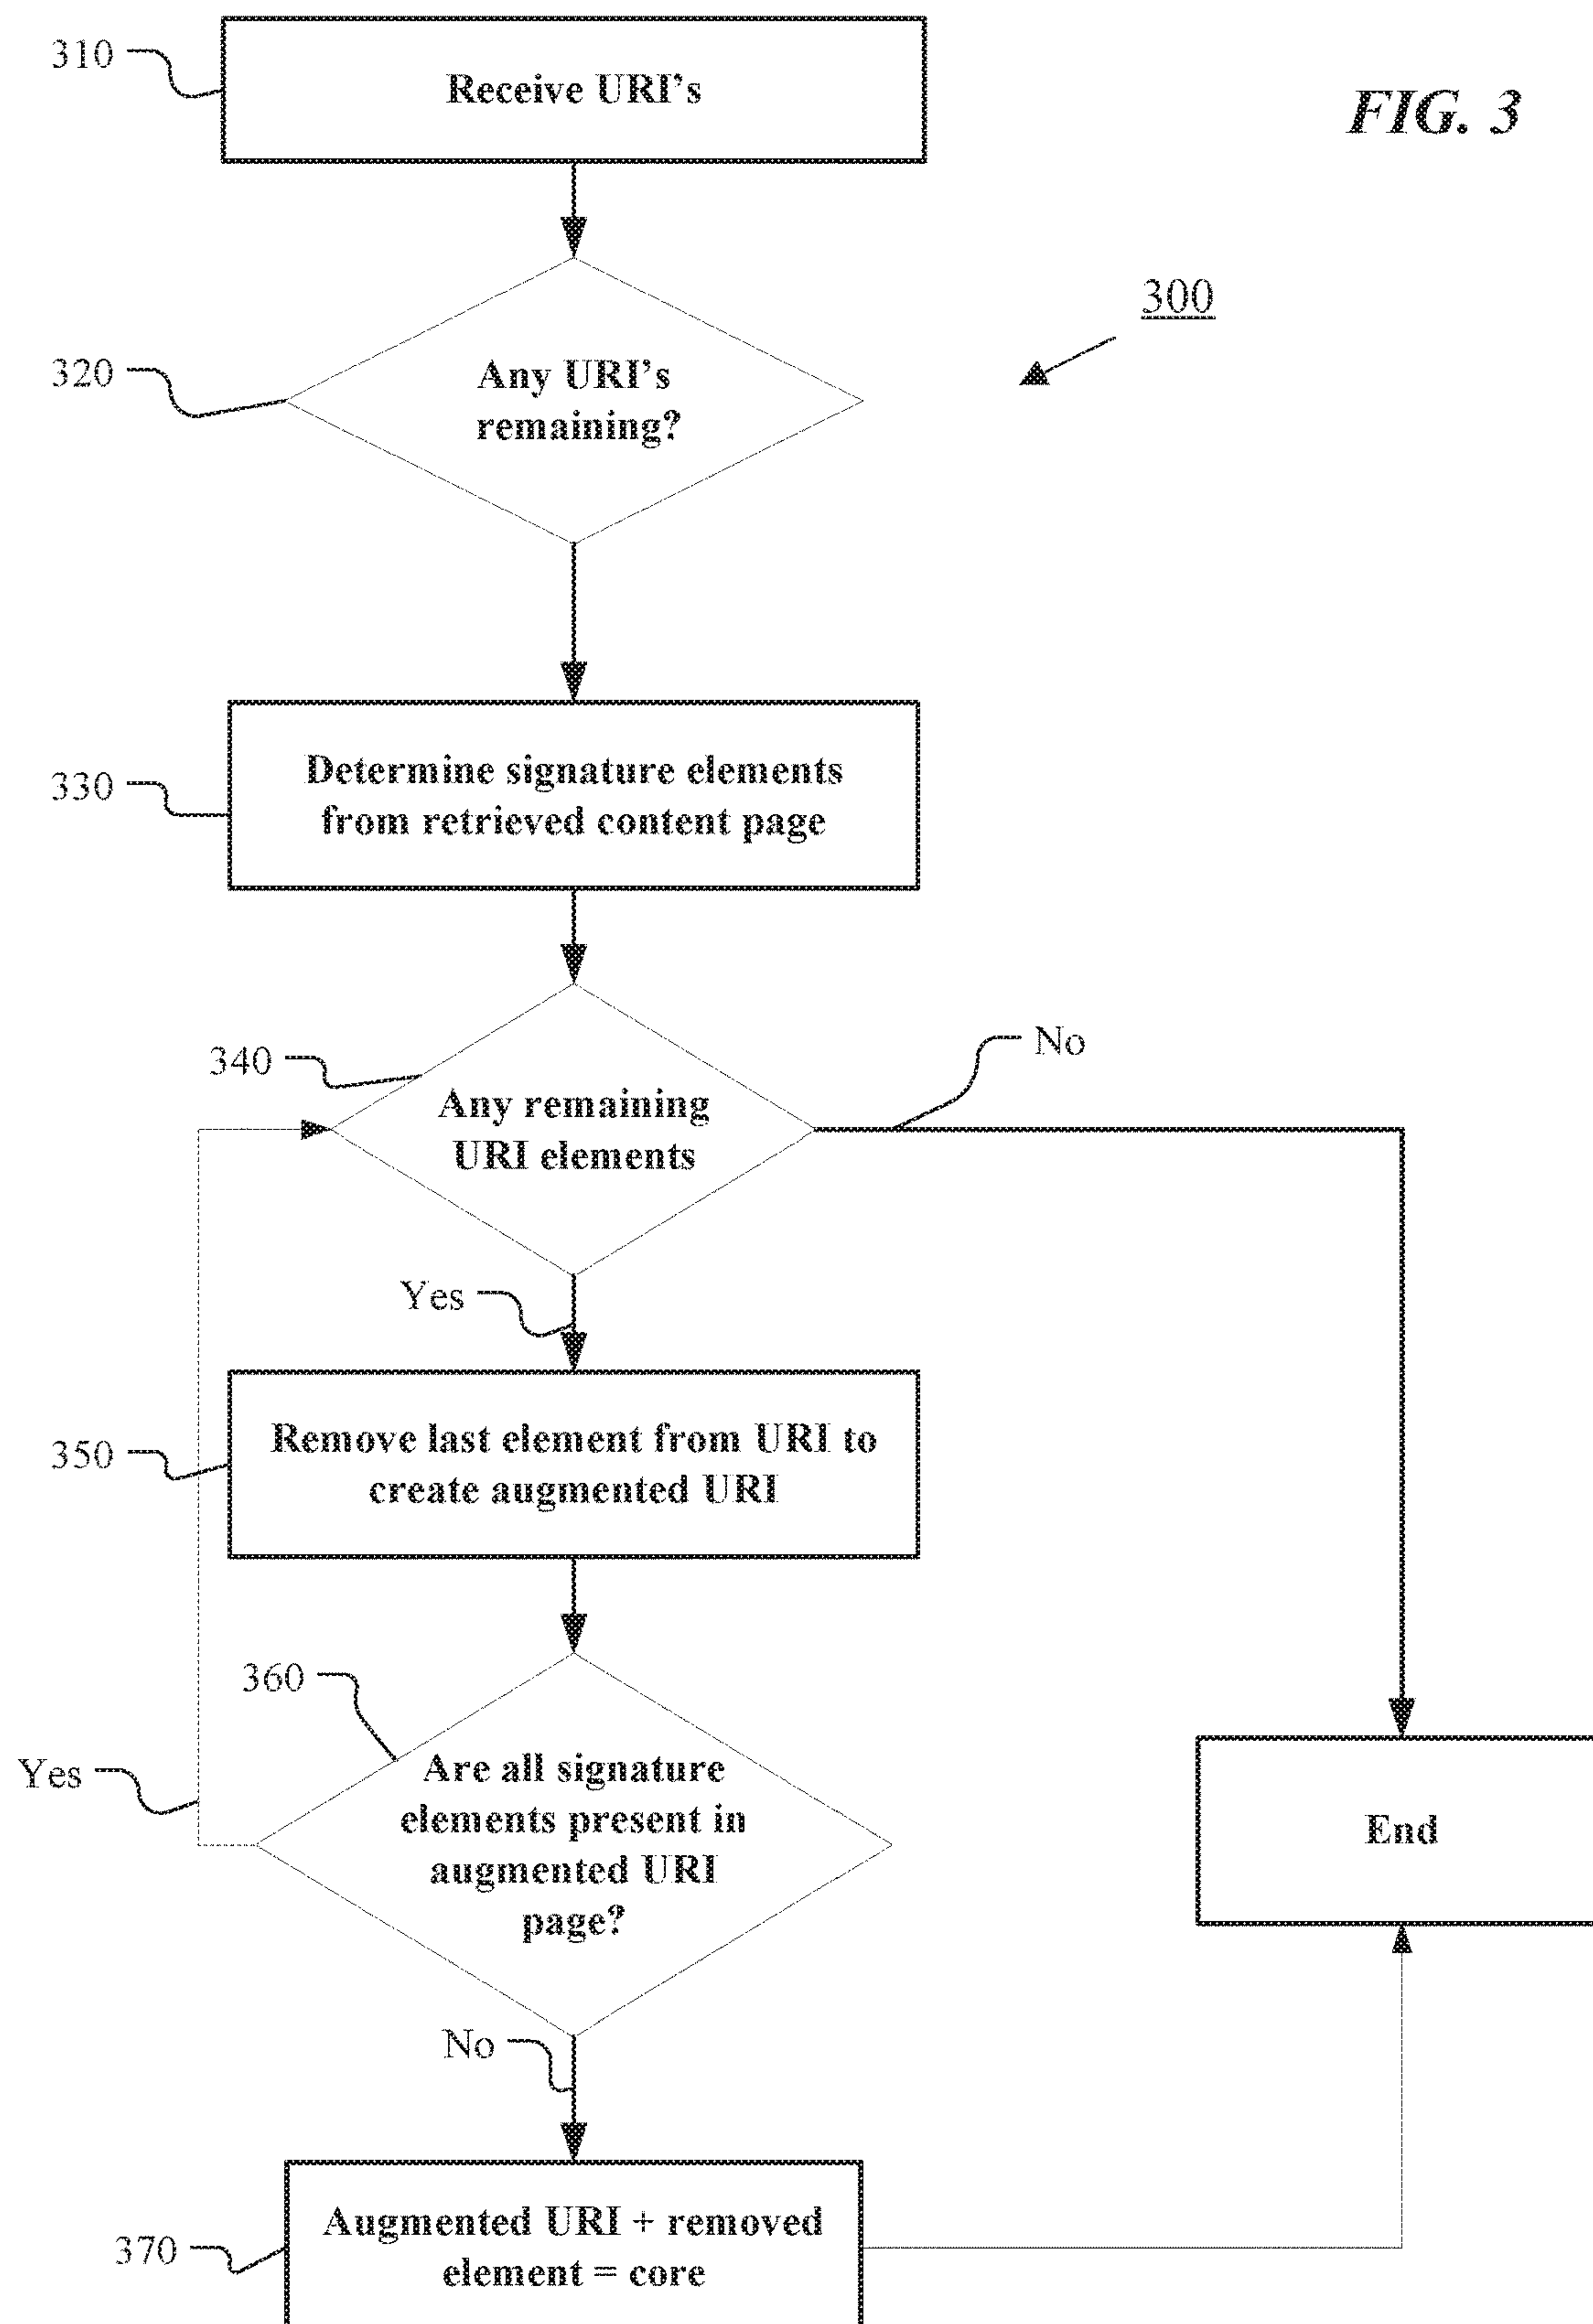 310
Receive URI's
FIG. 3
300
320
Any URI's
remaining?
330
Determine signature elements
from retrieved content page
340
Any remaining
URI elements
No
Yes
350
Remove last element from URI to
create augmented URI
360
Yes
Are all signature
elements present in
augmented URI
page?
End
No
370
Augmented URI + removed
element = core